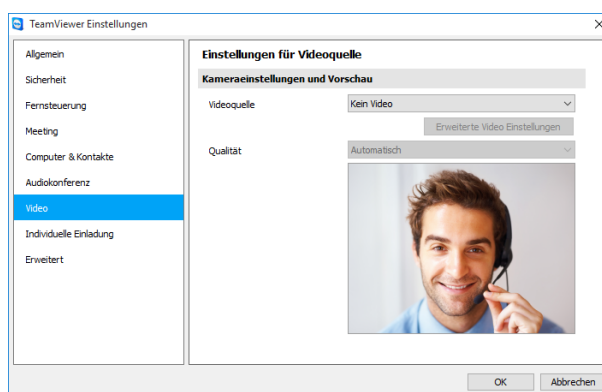 TeamViewer Einstellungen
Allgemein
Sicherheit
Fernsteuerung
Meeting
Computer & Kontakte
Audiokonferenz
Video
Individuelle Einladung
Erweitert
Einstellungen für Videoquelle
Kameraeinstellungen und Vorschau
Videoquelle Kein Video
Erweiterte Video Einstellungen
Qualität Automatisch
OK Abbrechen